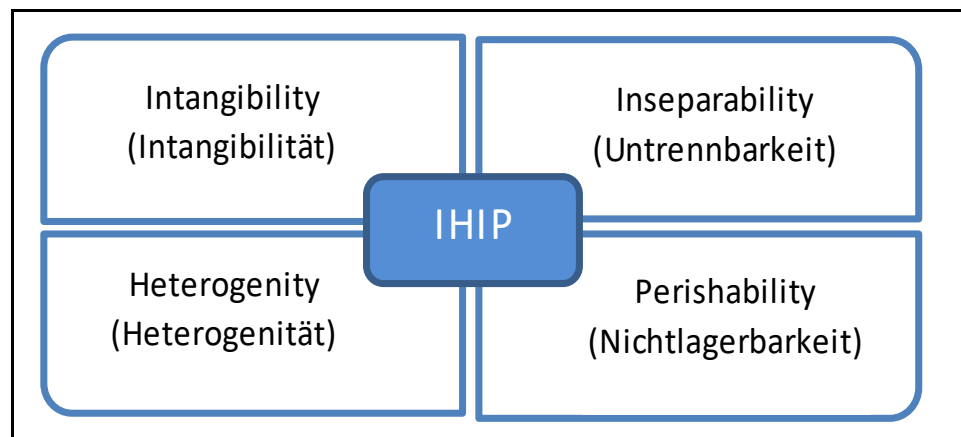 Intangibility
(Intangibilität)
Inseparability
(Untrennbarkeit)
IHIP
Heterogenity
(Heterogenität)
Perishability
(Nichtlagerbarkeit)